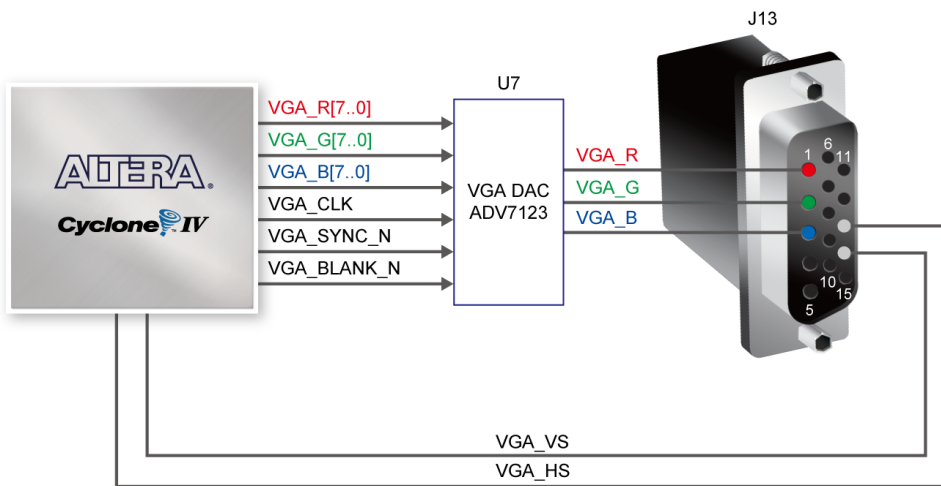 J13
U7
ALTERA®
Cyclone™ IV
VGA_R[7..0]
VGA_G[7..0]
VGA_B[7..0]
VGA_CLK
VGA_SYNC_N
VGA_BLANK_N
VGA DAC
ADV7123
VGA_R
VGA_G
VGA_B
1
6
11
5
10
15
VGA_VS
VGA_HS